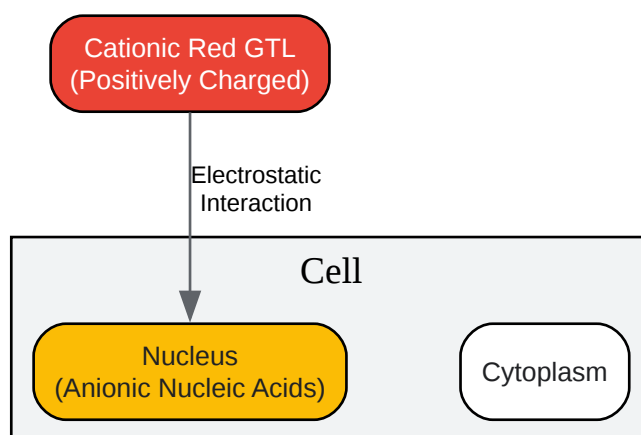 Cationic Red GTL
(Positively Charged)
Electrostatic
Interaction
Cell
Nucleus
(Anionic Nucleic Acids)
Cytoplasm